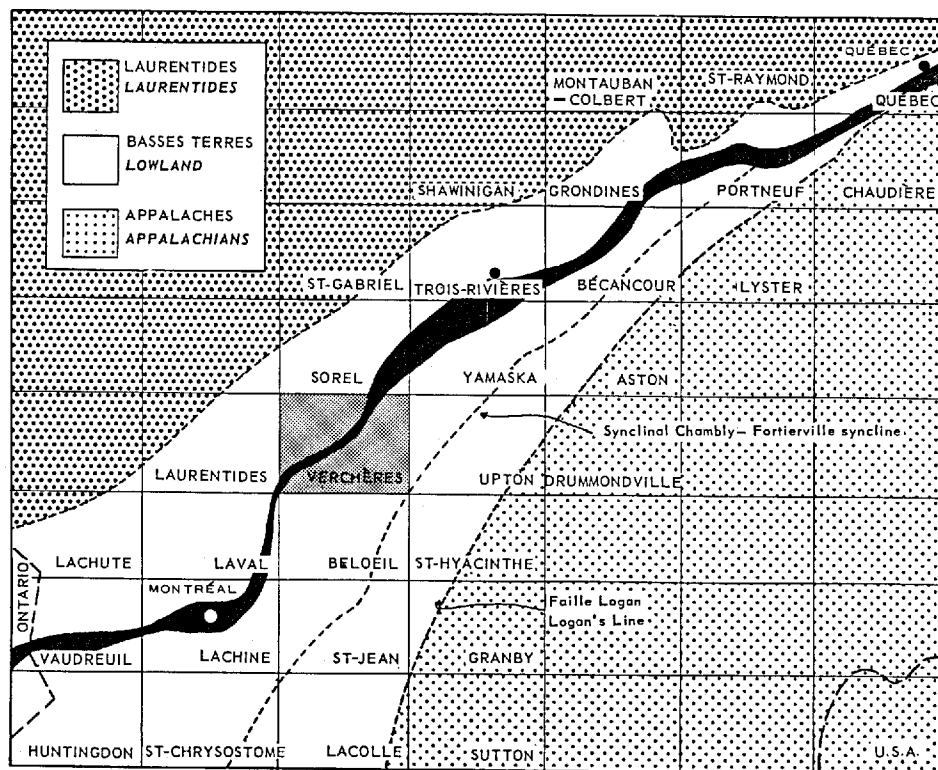 LAURENTIDES
LAURENTIDES
BASSES TERRES
LOWLAND
APPALACHES
APPALACHIANS
QUÉBEC
MONTAUBAN
—COLBERT
ST-RAYMOND
QUÉBEC
SHAWINIGAN
GRONDINES
PORTNEUF
CHAUDIÈRE
ST-GABRIEL
TROIS-RIVIÈRES
BÉCANCOUR
LYSTER
SOREL
YAMASKA
ASTON
Synclinal Chambly—Fortierville syncline
LAURENTIDES
VERCHÈRES
UPTON
DRUMMONDVILLE
LACHUTE
LAVAL
BELOEIL
ST-HYACINTHE
ONTARIO
MONTRÉAL
Faille Logan
Logan's Line
VAUDREUIL
LACHINE
ST-JEAN
GRANBY
HUNTINGDON
ST-CHRYSOSTOME
LACOLLE
SUTTON
U.S.A.